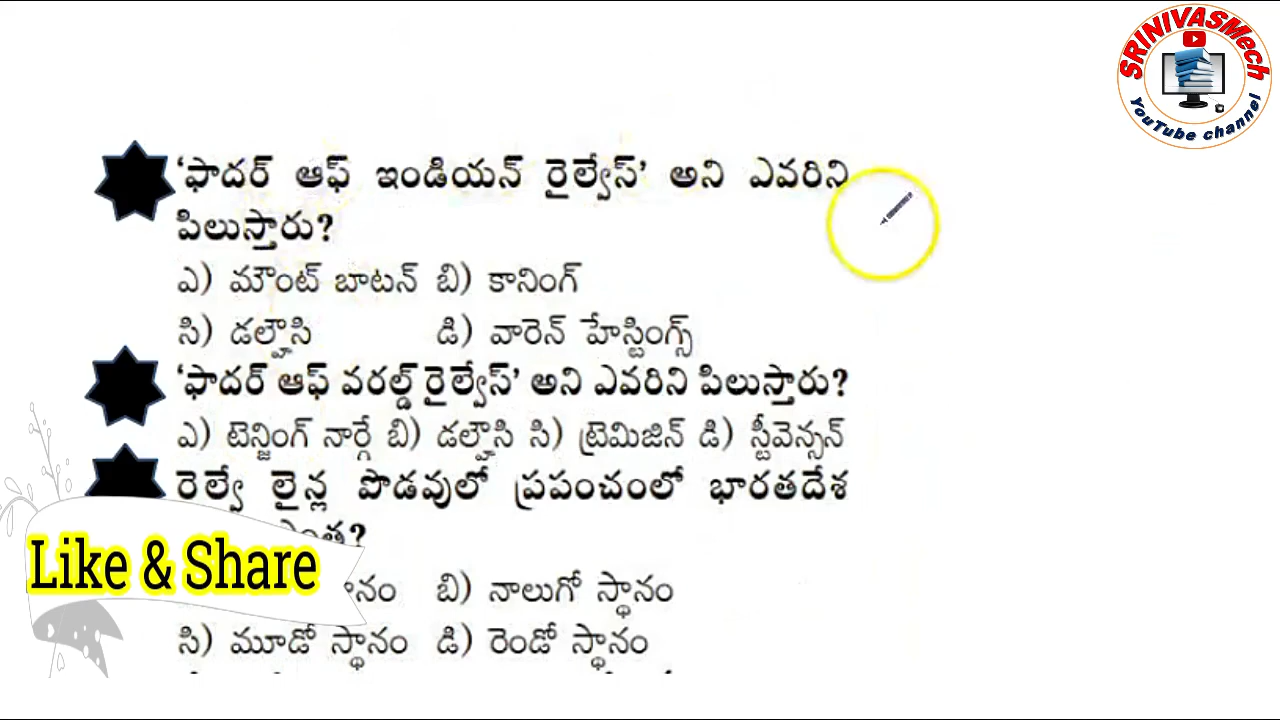 SRINIVASMech
YouTube channel
‘ఫాదర్ ఆఫ్ ఇండియన్ రైల్వేస్’ అని ఎవరిని
పిలుస్తారు?
ఎ) మౌంట్ బాటన్ బి) కానింగ్
సి) డల్హౌసి డి) వారెన్ హేస్టింగ్స్
‘ఫాదర్ ఆఫ్ వరల్డ్ రైల్వేస్’ అని ఎవరిని పిలుస్తారు?
ఎ) టెన్జింగ్ నార్గే బి) డల్హౌసి సి) ట్రెమిజిన్ డి) స్టీవెన్సన్
రైల్వే లైన్ల పొడవులో ప్రపంచంలో భారతదేశ
Like & Share
బి) నాలుగో స్థానం
సి) మూడో స్థానం డి) రెండో స్థానం